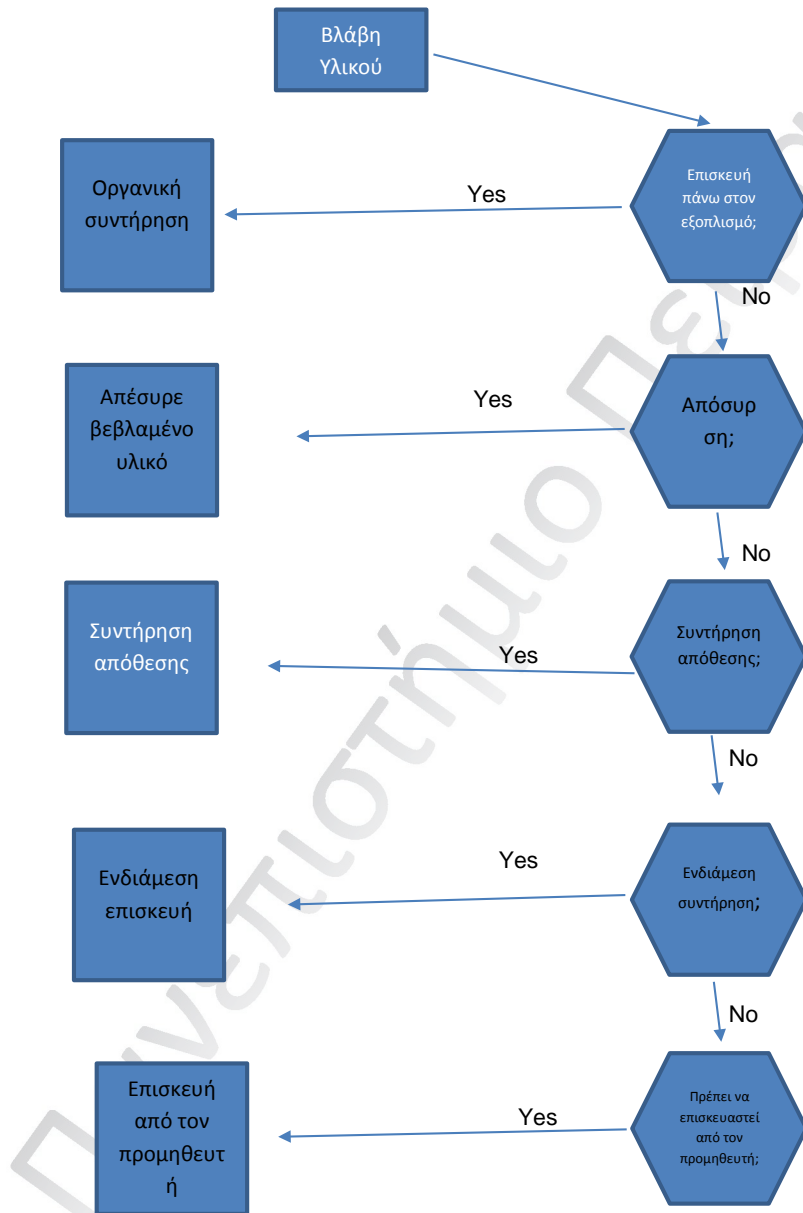 Βλάβη
Υλικού
Επισκευή
πάνω στον
εξοπλισμό;
Yes
Οργανική
συντήρηση
No
Απόσυρ
ση;
Yes
Απέσυρε
βεβλαμένο
υλικό
No
Συντήρηση
απόθεσης;
Yes
Συντήρηση
απόθεσης
No
Ενδιάμεση
συντήρηση;
Yes
Ενδιάμεση
επισκευή
No
Πρέπει να
επισκευαστεί
από τον
προμηθευτή;
Yes
Επισκευή
από τον
προμηθευτ
ή